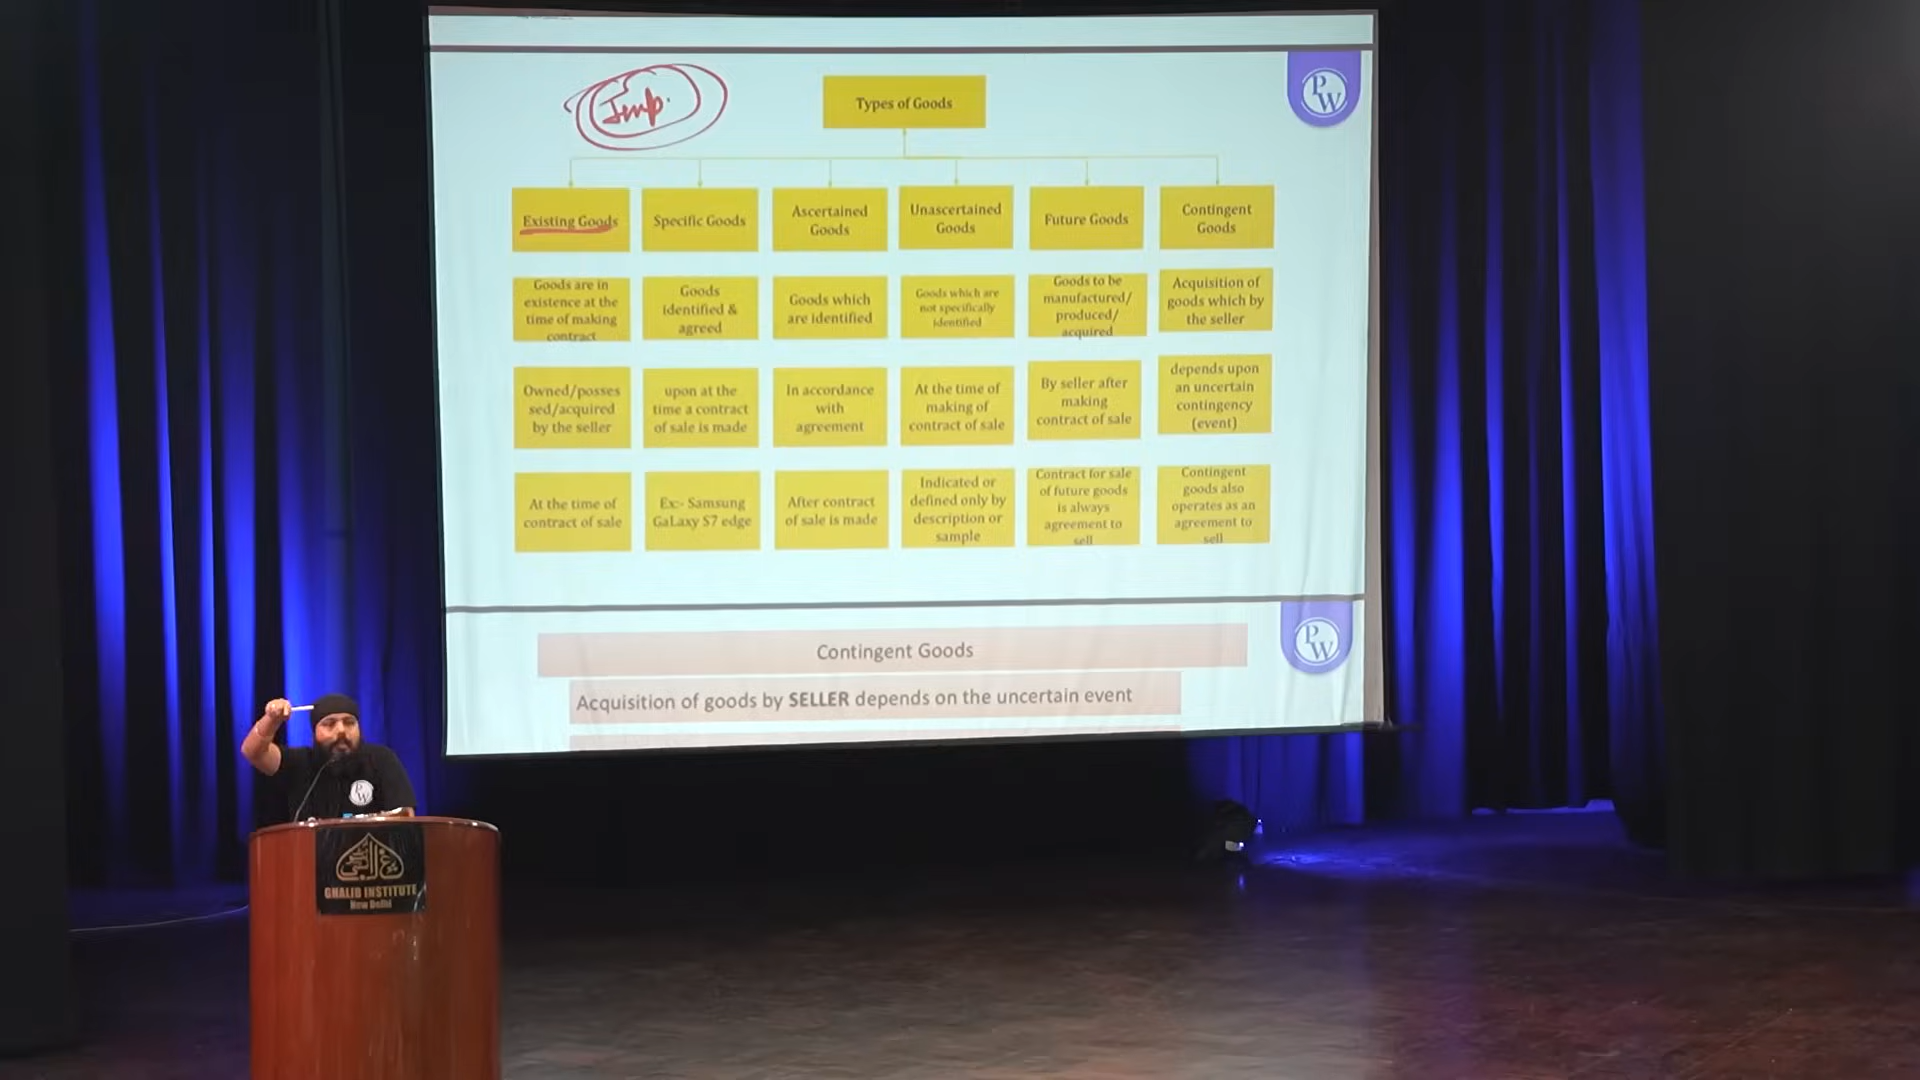 Imp.
Types of Goods
P
W
Existing Goods
Specific Goods
Ascertained
Goods
Unascertained
Goods
Future Goods
Contingent
Goods
Goods are in
existence at the
time of making
contract
Goods
identified &
agreed
Goods which
are identified
Goods which are
not specifically
identified
Goods to be
manufactured/
produced/
acquired
Acquisition of
goods which by
the seller
Owned/posses
sed/acquired
by the seller
upon at the
time a contract
of sale is made
In accordance
with
agreement
At the time of
making of
contract of sale
By seller after
making
contract of sale
depends upon
an uncertain
contingency
(event)
At the time of
contract of sale
Ex:- Samsung
GaLaxy S7 edge
After contract
of sale is made
Indicated or
defined only by
description or
sample
Contract for sale
of future goods
is always
agreement to
sell
Contingent
goods also
operates as an
agreement to
sell
P
W
Contingent Goods
Acquisition of goods by SELLER depends on the uncertain event
P
W
GHALIB INSTITUTE
New Delhi